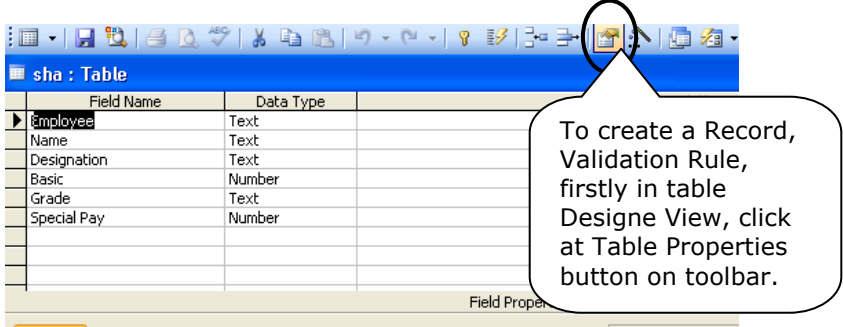 ABC
sha : Table
Field Name Data Type
Employee Text
Name Text
Designation Text
Basic Number
Grade Text
Special Pay Number
To create a Record,
Validation Rule,
firstly in table
Designe View, click
at Table Properties
button on toolbar.
Field